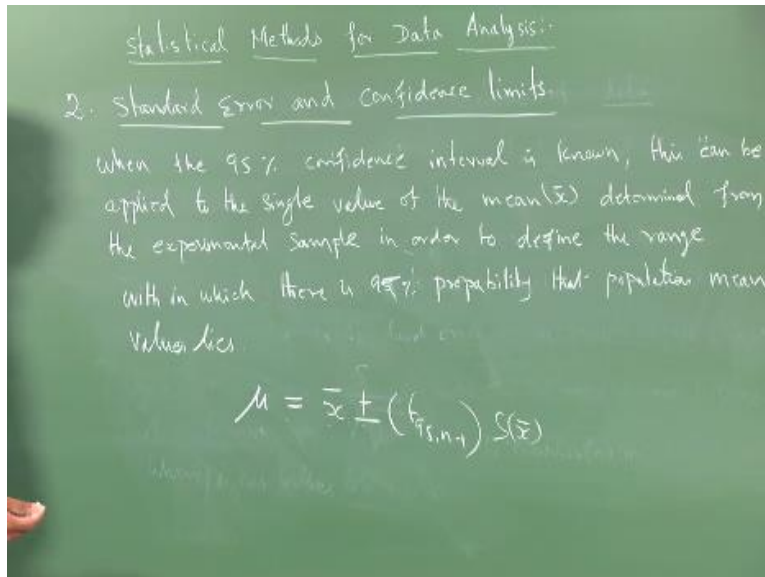 Statistical Methods for Data Analysis:-
2. Standard Error and confidence limits.
When the 95% confidence interval is known, this can be
applied to the single value of the mean (x̄) determined from
the experimental sample in order to define the range
with in which there is 95% propability that population mean
values lies
μ = x̄ ± (t₉₅,ₙ₋₁) S(x̄)